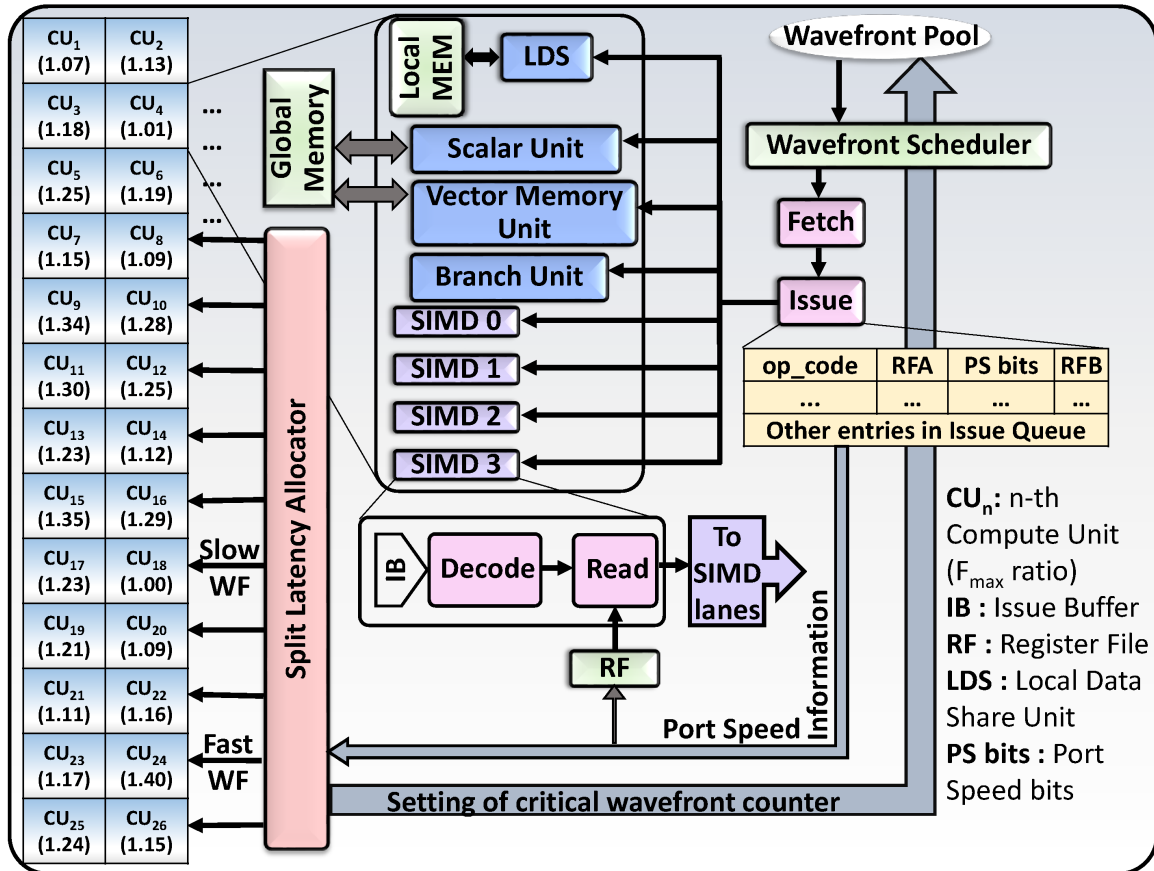 CU1 CU2
(1.07) (1.13)
CU3 CU4
(1.18) (1.01)
CU5 CU6
(1.25) (1.19)
CU7 CU8
(1.15) (1.09)
CU9 CU10
(1.34) (1.28)
CU11 CU12
(1.30) (1.25)
CU13 CU14
(1.23) (1.12)
CU15 CU16
(1.35) (1.29)
CU17 CU18
(1.23) (1.00)
CU19 CU20
(1.21) (1.09)
CU21 CU22
(1.11) (1.16)
CU23 CU24
(1.17) (1.40)
CU25 CU26
(1.24) (1.15)
...
...
...
...
Slow
WF
Fast
WF
Split Latency Allocator
Global
Memory
Local
MEM
LDS
Scalar Unit
Vector Memory
Unit
Branch Unit
SIMD 0
SIMD 1
SIMD 2
SIMD 3
IB
Decode
Read
To
SIMD
lanes
RF
Wavefront Pool
Wavefront Scheduler
Fetch
Issue
op_code RFA PS bits RFB
... ... ... ...
Other entries in Issue Queue
Port Speed
Information
Setting of critical wavefront counter
CUn: n-th
Compute Unit
(Fmax ratio)
IB : Issue Buffer
RF : Register File
LDS : Local Data
Share Unit
PS bits : Port
Speed bits